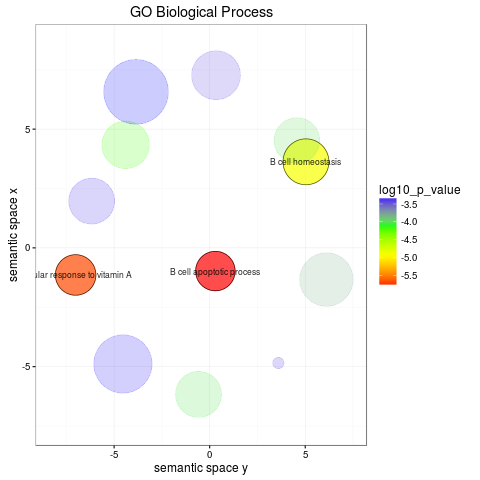 GO Biological Process
semantic space x
5
0
-5
B cell homeostasis
ular response to vitamin A
B cell apoptotic process
-5
0
5
semantic space y
log10_p_value
-3.5
-4.0
-4.5
-5.0
-5.5